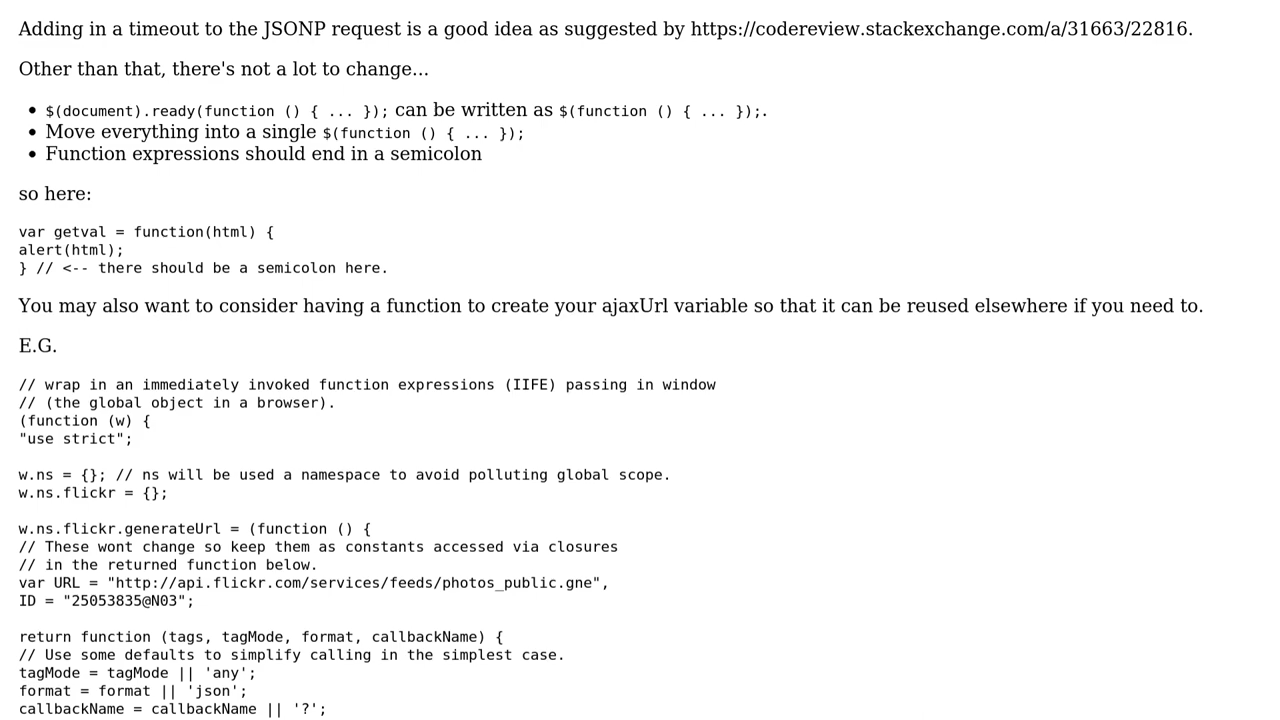 Adding in a timeout to the JSONP request is a good idea as suggested by https://codereview.stackexchange.com/a/31663/22816.
Other than that, there's not a lot to change...
• $(document).ready(function () { ... }); can be written as $(function () { ... });.
• Move everything into a single $(function () { ... });
• Function expressions should end in a semicolon
so here:
var getval = function(html) {
alert(html);
} // <-- there should be a semicolon here.
You may also want to consider having a function to create your ajaxUrl variable so that it can be reused elsewhere if you need to.
E.G.
// wrap in an immediately invoked function expressions (IIFE) passing in window
// (the global object in a browser).
(function (w) {
"use strict";
w.ns = {}; // ns will be used a namespace to avoid polluting global scope.
w.ns.flickr = {};
w.ns.flickr.generateUrl = (function () {
// These wont change so keep them as constants accessed via closures
// in the returned function below.
var URL = "http://api.flickr.com/services/feeds/photos_public.gne",
ID = "25053835@N03";
return function (tags, tagMode, format, callbackName) {
// Use some defaults to simplify calling in the simplest case.
tagMode = tagMode || 'any';
format = format || 'json';
callbackName = callbackName || '?';